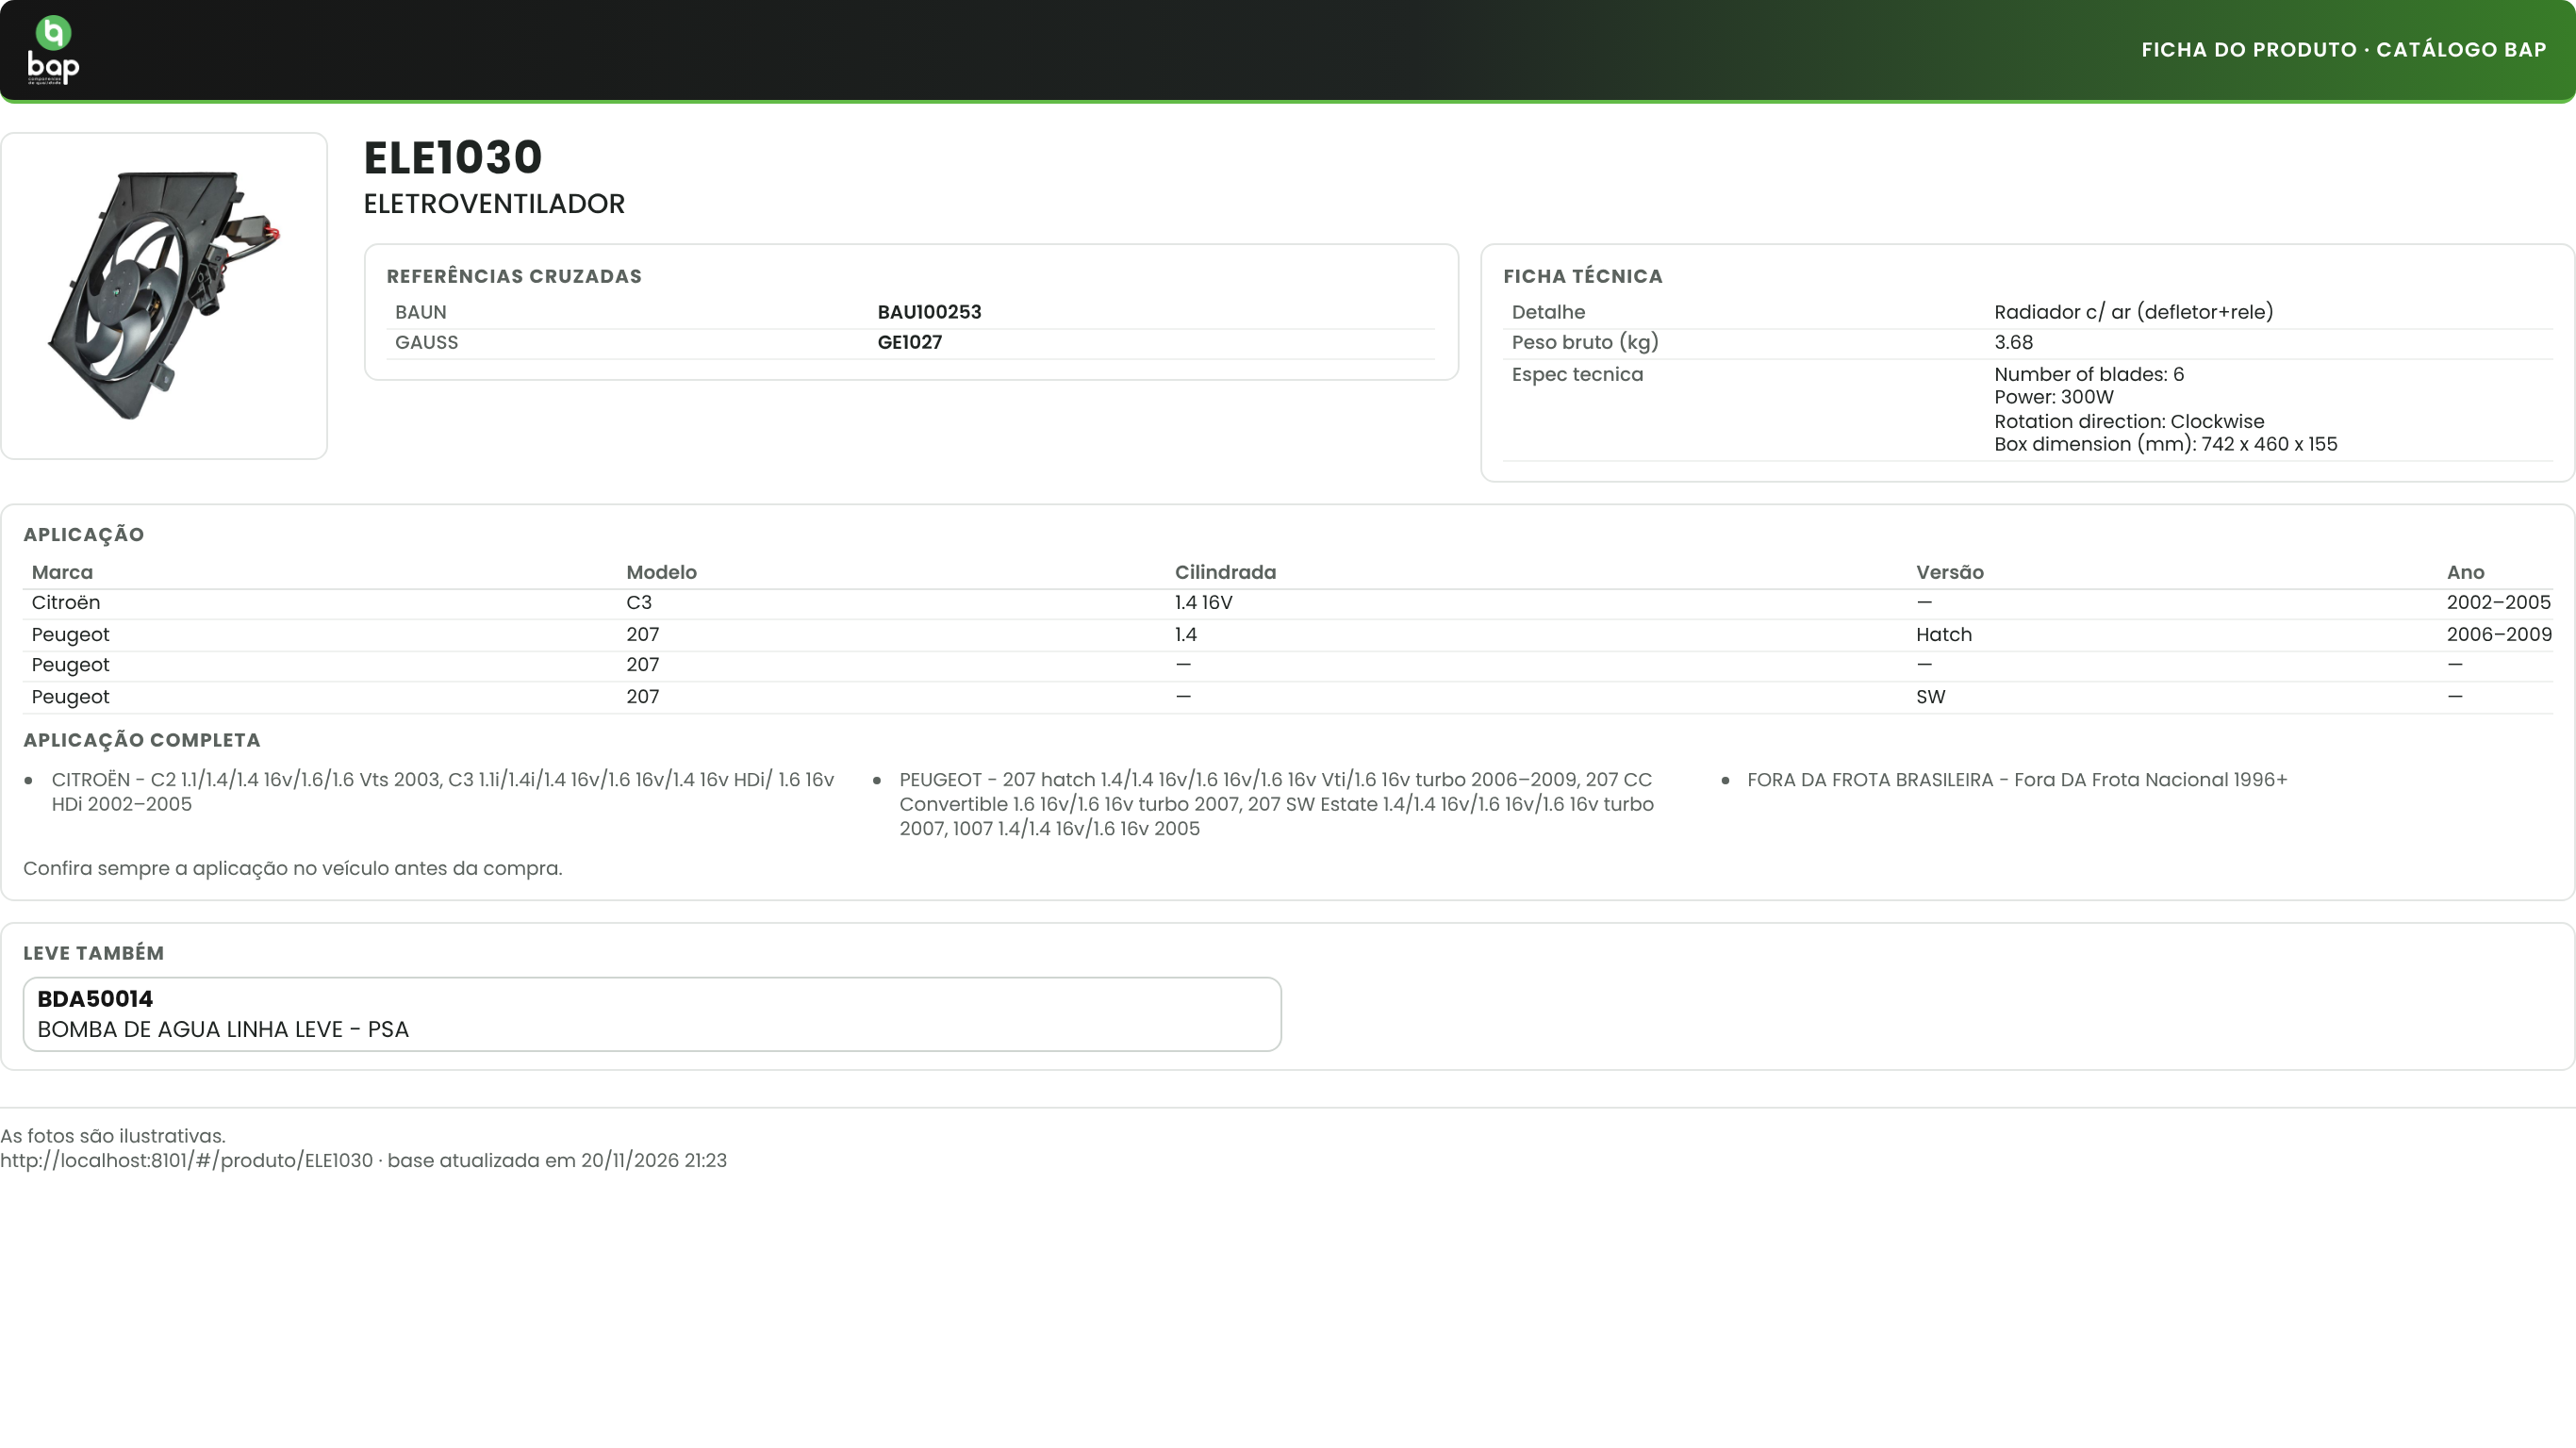 bap
FICHA DO PRODUTO · CATÁLOGO BAP
ELE1030
ELETROVENTILADOR
REFERÊNCIAS CRUZADAS
BAUN BAU100253
GAUSS GE1027
FICHA TÉCNICA
Detalhe Radiador c/ ar (defletor+rele)
Peso bruto (kg) 3.68
Espec tecnica Number of blades: 6
Power: 300W
Rotation direction: Clockwise
Box dimension (mm): 742 x 460 x 155
APLICAÇÃO
Marca Modelo Cilindrada Versão Ano
Citroën C3 1.4 16V — 2002–2005
Peugeot 207 1.4 Hatch 2006–2009
Peugeot 207 — — —
Peugeot 207 — SW —
APLICAÇÃO COMPLETA
• CITROËN - C2 1.1/1.4/1.4 16v/1.6/1.6 Vts 2003, C3 1.1i/1.4i/1.4 16v/1.6 16v/1.4 16v HDi/ 1.6 16v
HDi 2002–2005
• PEUGEOT - 207 hatch 1.4/1.4 16v/1.6 16v/1.6 16v Vti/1.6 16v turbo 2006–2009, 207 CC
Convertible 1.6 16v/1.6 16v turbo 2007, 207 SW Estate 1.4/1.4 16v/1.6 16v/1.6 16v turbo
2007, 1007 1.4/1.4 16v/1.6 16v 2005
• FORA DA FROTA BRASILEIRA - Fora DA Frota Nacional 1996+
Confira sempre a aplicação no veículo antes da compra.
LEVE TAMBÉM
BDA50014
BOMBA DE AGUA LINHA LEVE - PSA
As fotos são ilustrativas.
http://localhost:8101/#/produto/ELE1030 · base atualizada em 20/11/2026 21:23